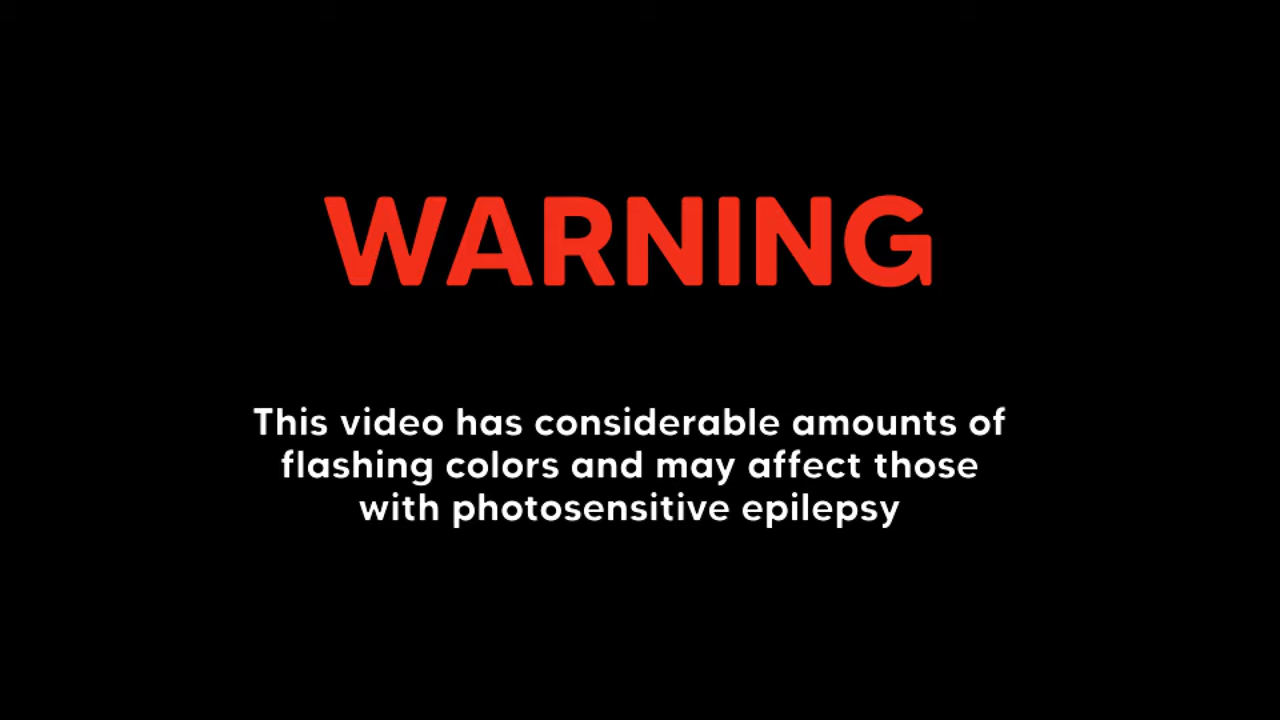 WARNING
This video has considerable amounts of
flashing colors and may affect those
with photosensitive epilepsy